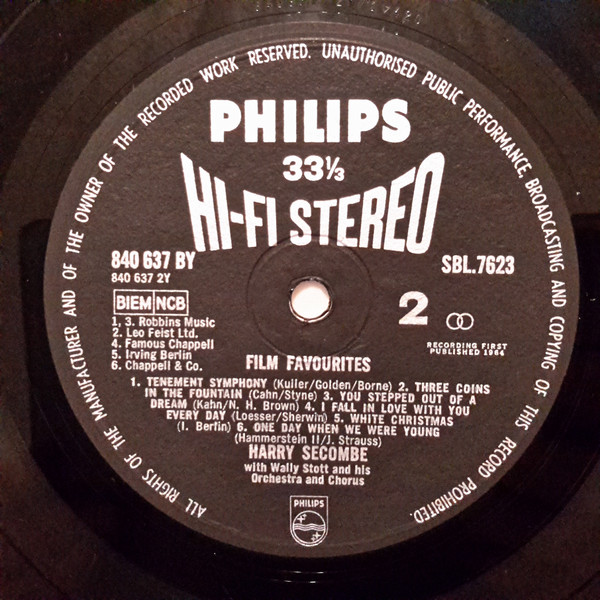 ALL RIGHTS OF THE MANUFACTURER AND OF THE OWNER OF THE RECORDED WORK RESERVED. UNAUTHORISED PUBLIC PERFORMANCE, BROADCASTING AND COPYING OF THIS RECORD PROHIBITED.
PHILIPS
33⅓
HI-FI STEREO
840 637 BY
SBL.7623
840 637 2Y
BIEM NCB
2
1, 3. Robbins Music
2. Leo Feist Ltd.
4. Famous Chappell
5. Irving Berlin
6. Chappell & Co.
RECORDING FIRST
PUBLISHED 1964
FILM FAVOURITES
1. TENEMENT SYMPHONY (Kuller/Golden/Borne) 2. THREE COINS
IN THE FOUNTAIN (Cahn/Styne) 3. YOU STEPPED OUT OF A
DREAM (Kahn/N. H. Brown) 4. I FALL IN LOVE WITH YOU
EVERY DAY (Loesser/Sherwin) 5. WHITE CHRISTMAS
(I. Berlin) 6. ONE DAY WHEN WE WERE YOUNG
(Hammerstein II/J. Strauss)
HARRY SECOMBE
with Wally Stott and his
Orchestra and Chorus
PHILIPS